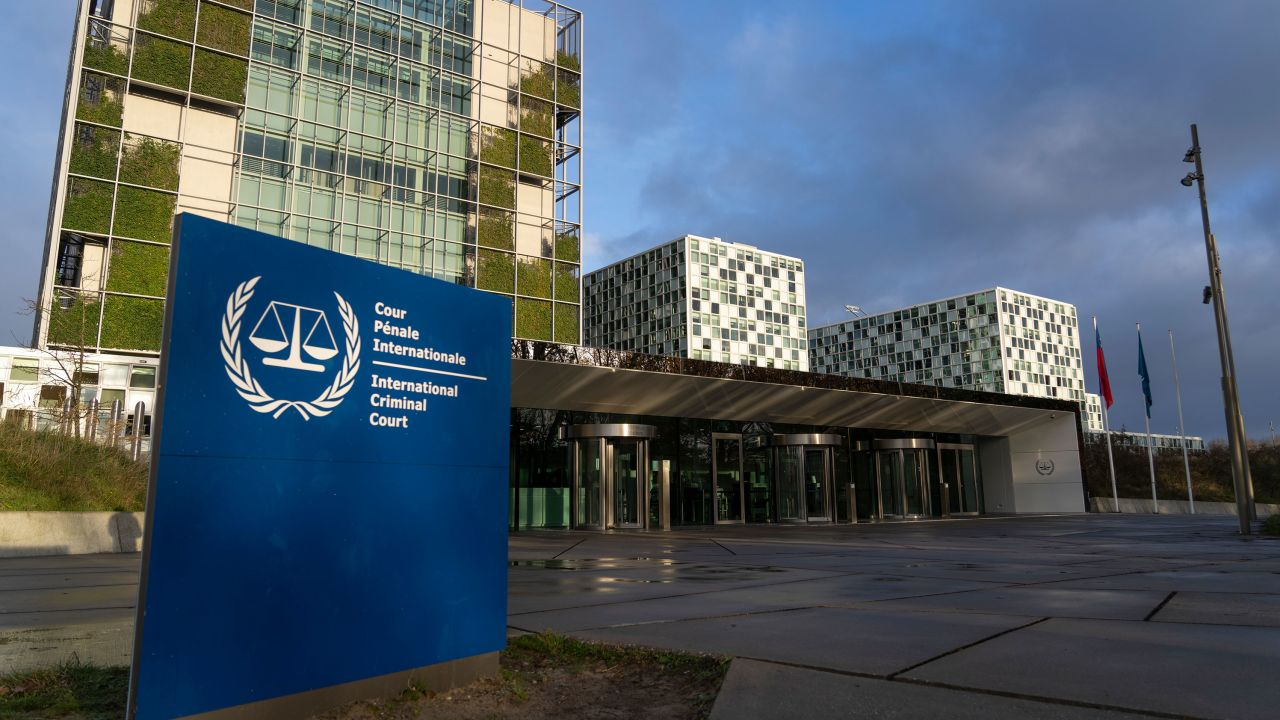 Cour
Pénale
Internationale
International
Criminal
Court